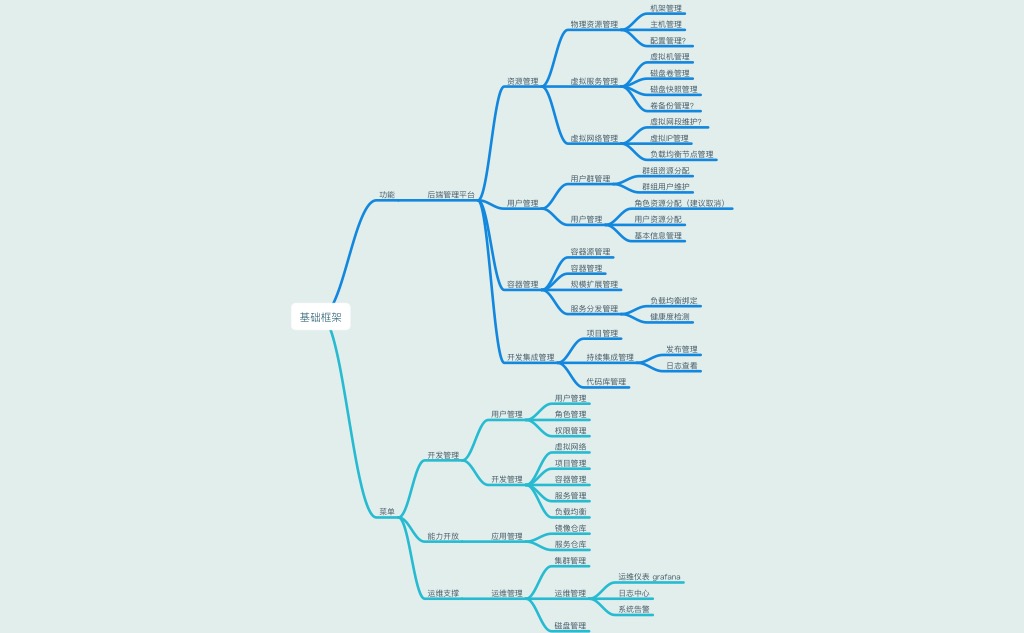 基础框架
功能
后端管理平台
资源管理
物理资源管理
机架管理
主机管理
配置管理?
虚拟服务管理
虚拟机管理
磁盘卷管理
磁盘快照管理
卷备份管理?
虚拟网络管理
虚拟网段维护?
虚拟IP管理
负载均衡节点管理
用户管理
用户群管理
群组资源分配
群组用户维护
用户管理
角色资源分配（建议取消）
用户资源分配
基本信息管理
容器管理
容器源管理
容器管理
规模扩展管理
服务分发管理
负载均衡绑定
健康度检测
开发集成管理
项目管理
持续集成管理
发布管理
日志查看
代码库管理
菜单
开发管理
用户管理
用户管理
角色管理
权限管理
开发管理
虚拟网络
项目管理
容器管理
服务管理
负载均衡
能力开放
应用管理
镜像仓库
服务仓库
运维支撑
运维管理
集群管理
运维管理
运维仪表 grafana
日志中心
系统告警
磁盘管理